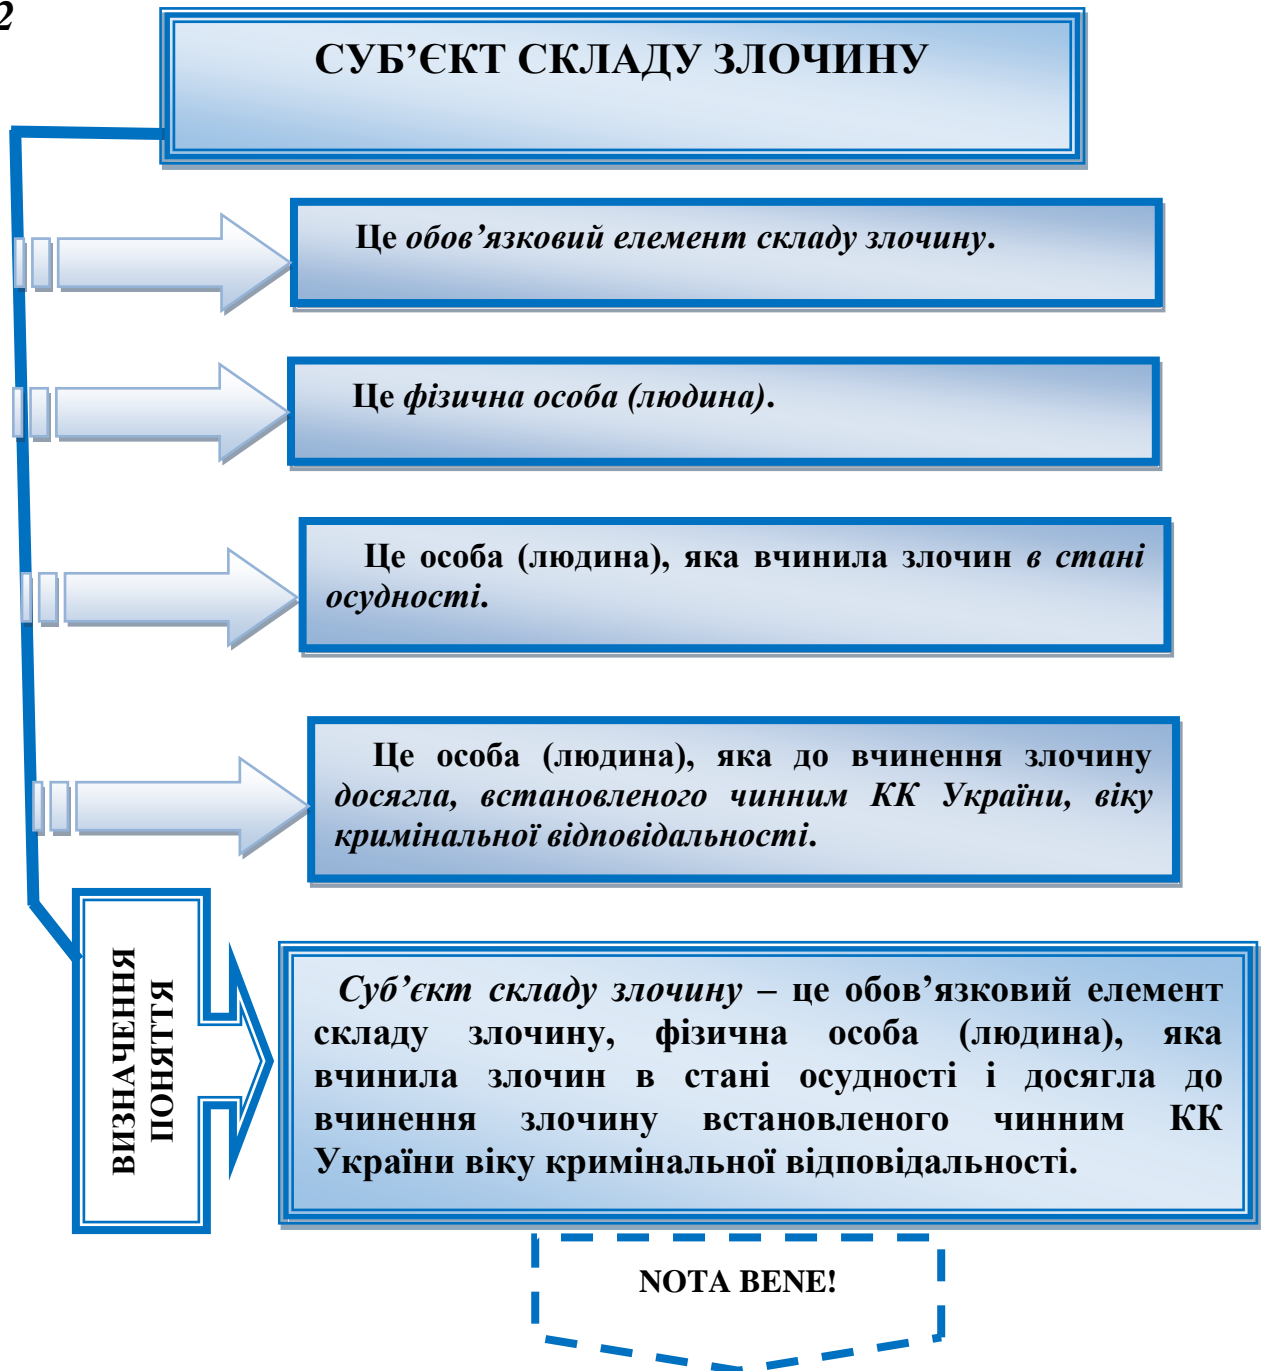 2
СУБ’ЄКТ СКЛАДУ ЗЛОЧИНУ
Це обов’язковий елемент складу злочину.
Це фізична особа (людина).
Це особа (людина), яка вчинила злочин в стані
осудності.
Це особа (людина), яка до вчинення злочину
досягла, встановленого чинним КК України, віку
кримінальної відповідальності.
ВИЗНАЧЕННЯ
ПОНЯТТЯ
Суб’єкт складу злочину – це обов’язковий елемент
складу злочину, фізична особа (людина), яка
вчинила злочин в стані осудності і досягла до
вчинення злочину встановленого чинним КК
України віку кримінальної відповідальності.
NOTA BENE!